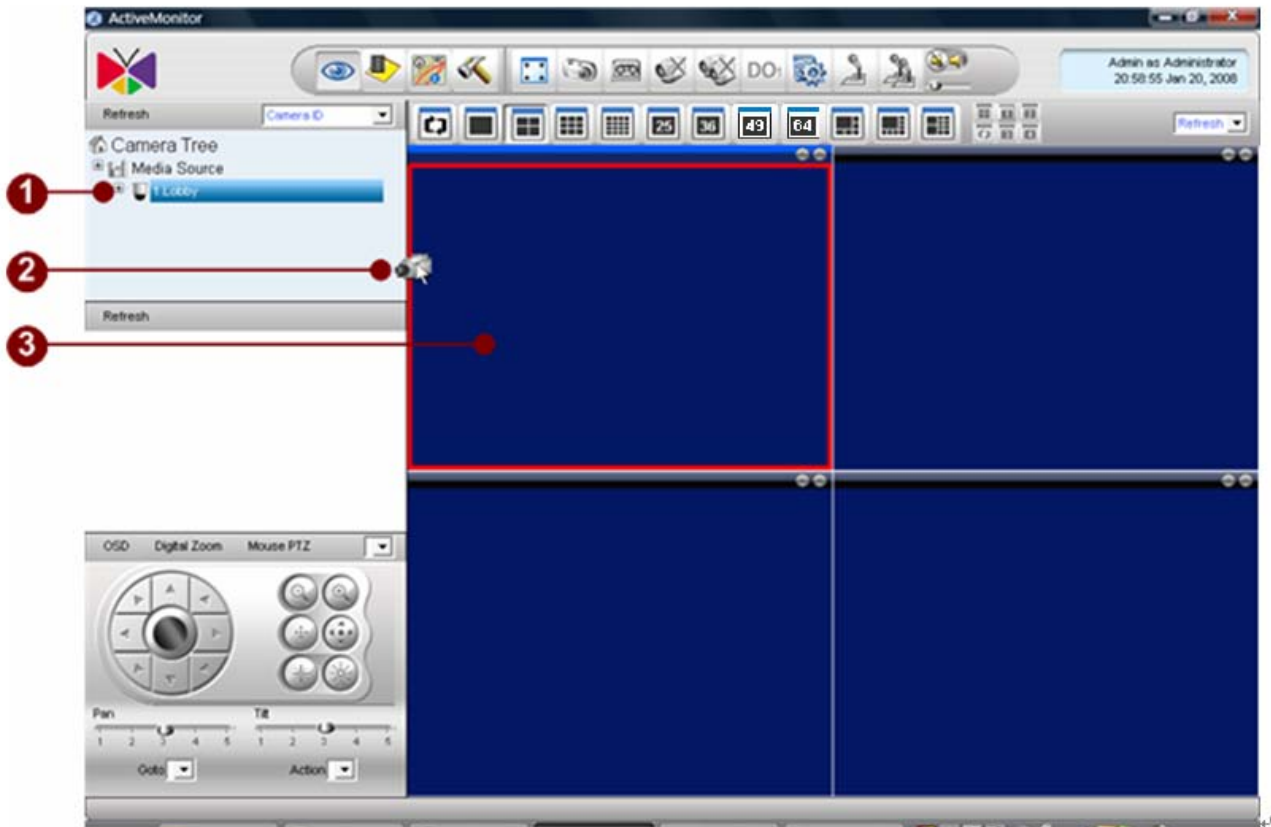 ActiveMonitor
Admin as Administrator
20:58:55 Jan 20, 2008
DO
Refresh
Camera ID
25
36
49
64
Refresh
Camera Tree
Media Source
1
1 Lobby
2
Refresh
3
OSD Digital Zoom Mouse PTZ
Pan Tilt
1 2 3 4 5 1 2 3 4 5
Goto Action